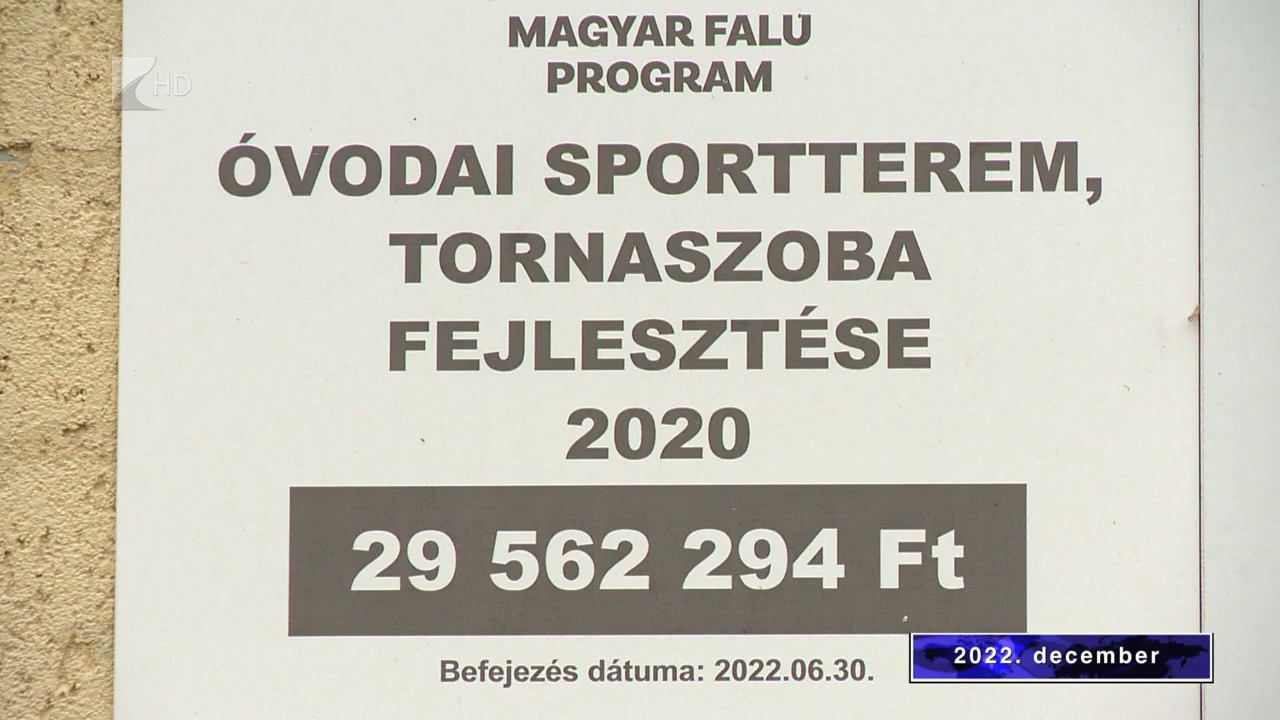 MAGYAR FALU
PROGRAM
HD
ÓVODAI SPORTTEREM,
TORNASZOBA
FEJLESZTÉSE
2020
29 562 294 Ft
Befejezés dátuma: 2022.06.30.
2022. december